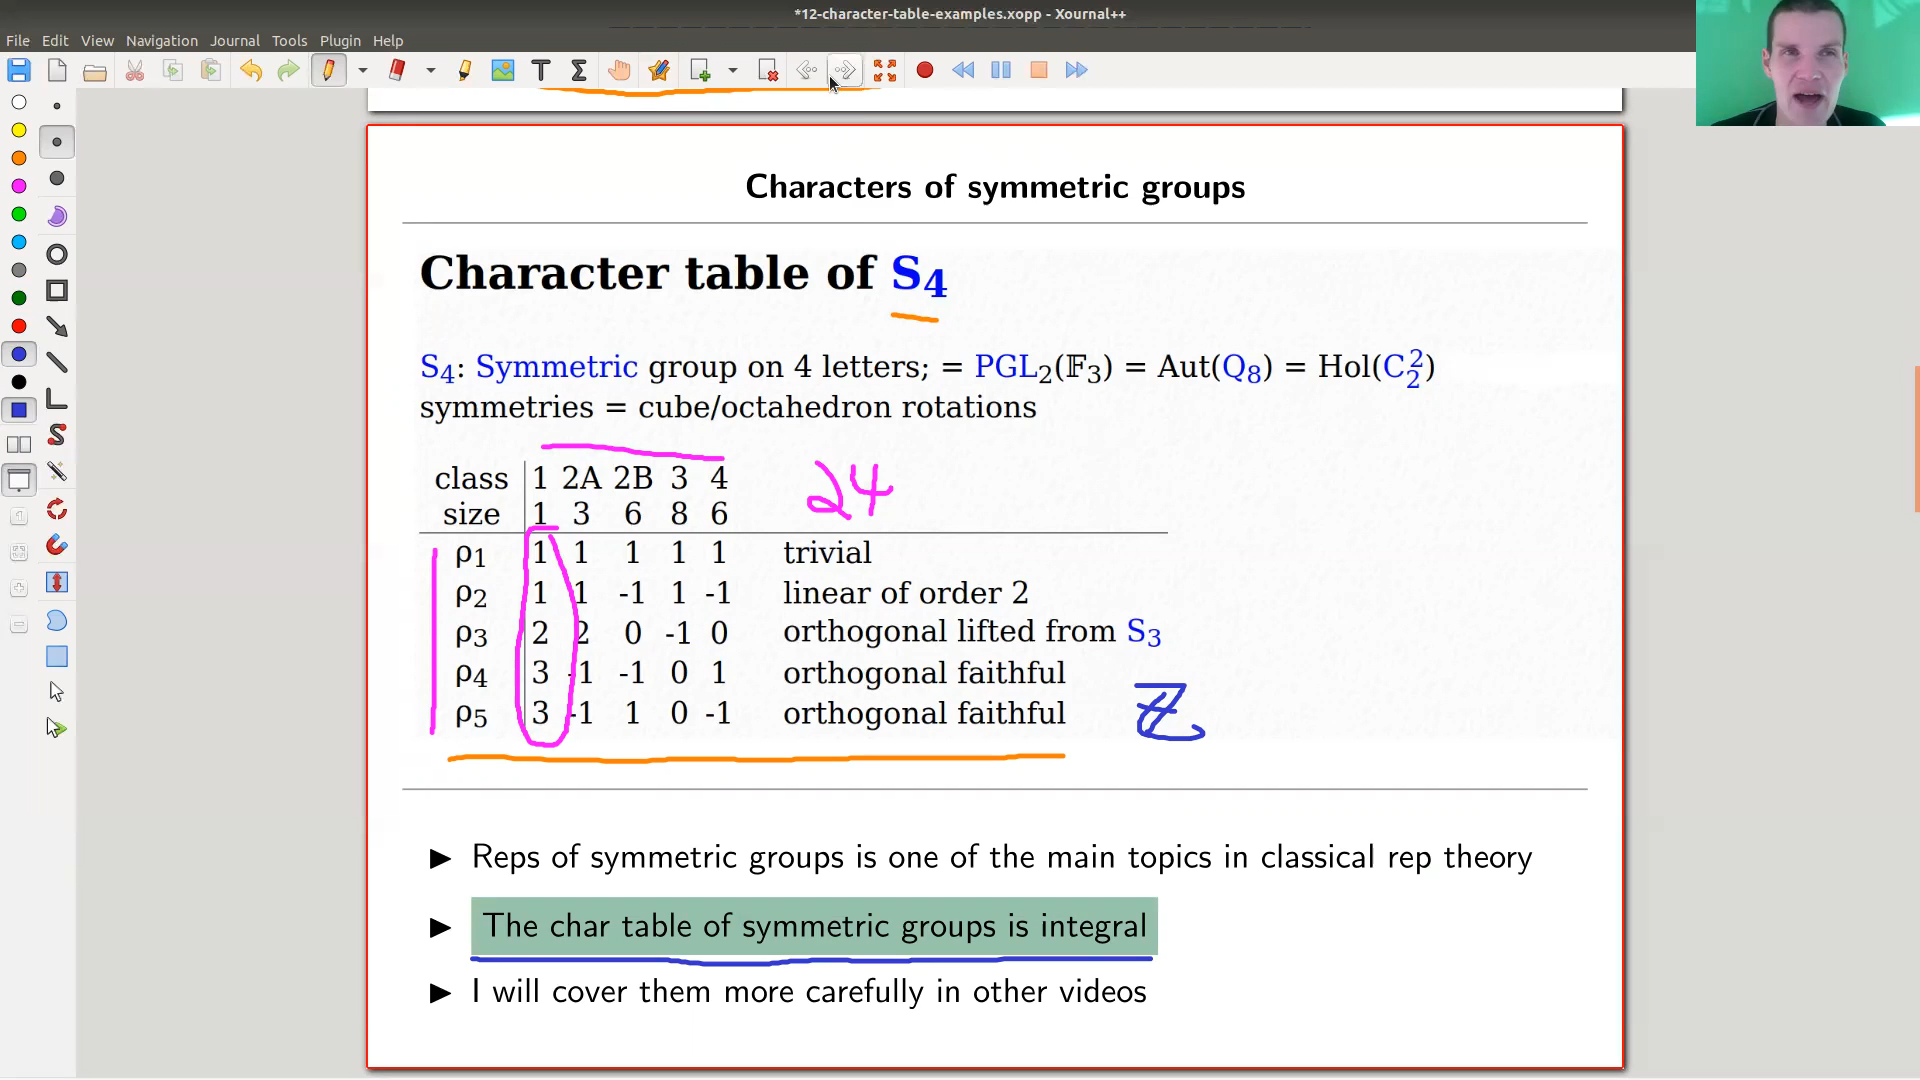 *12-character-table-examples.xopp - Xournal++
File Edit View Navigation Journal Tools Plugin Help
Characters of symmetric groups
Character table of S4
S4: Symmetric group on 4 letters; = PGL2(𝔽3) = Aut(Q8) = Hol(C2^2)
symmetries = cube/octahedron rotations
class 1 2A 2B 3 4
24
size 1 3 6 8 6
ρ1 1 1 1 1 1 trivial
ρ2 1 1 -1 1 -1 linear of order 2
ρ3 2 2 0 -1 0 orthogonal lifted from S3
ρ4 3 -1 -1 0 1 orthogonal faithful
ρ5 3 -1 1 0 -1 orthogonal faithful
ℤ
▶ Reps of symmetric groups is one of the main topics in classical rep theory
▶ The char table of symmetric groups is integral
▶ I will cover them more carefully in other videos